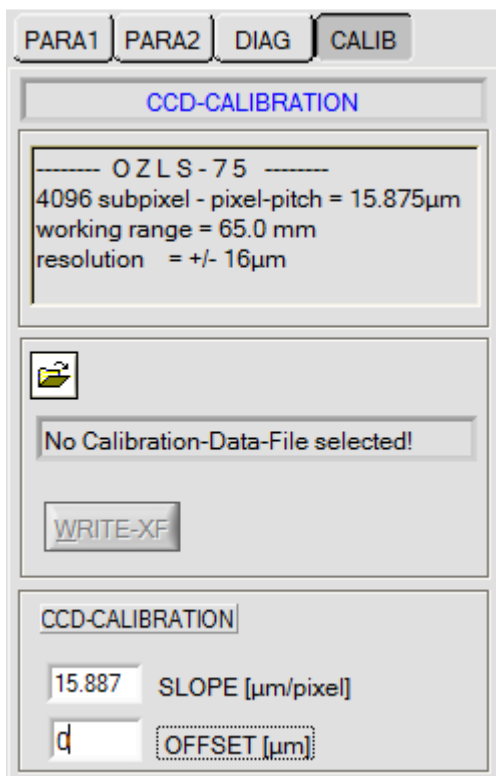 PARA1 PARA2 DIAG CALIB
CCD-CALIBRATION
-------- O Z L S - 7 5 --------
4096 subpixel - pixel-pitch = 15.875µm
working range = 65.0 mm
resolution = +/- 16µm
No Calibration-Data-File selected!
WRITE-XF
CCD-CALIBRATION
15.887 SLOPE [µm/pixel]
0 OFFSET [µm]